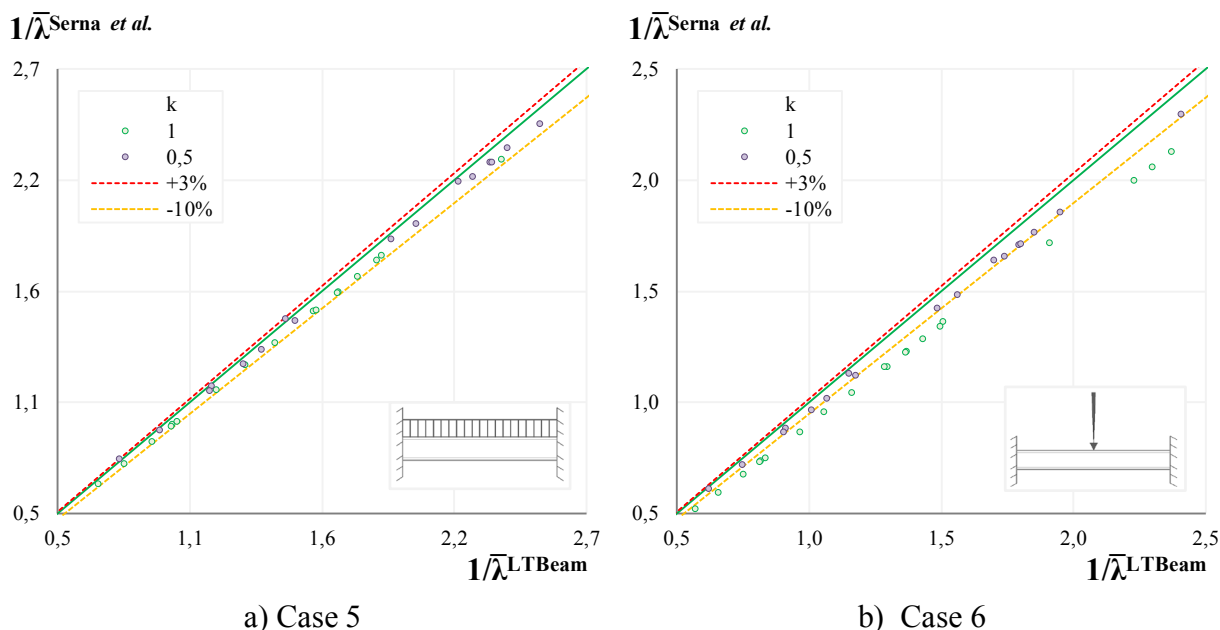 1/λ̅ Serna et al.
2,7
2,2
1,6
1,1
0,5
k
1
0,5
+3%
-10%
0,5 1,1 1,6 2,2 2,7
1/λ̅ LTBeam
a) Case 5
1/λ̅ Serna et al.
2,5
2,0
1,5
1,0
0,5
k
1
0,5
+3%
-10%
0,5 1,0 1,5 2,0 2,5
1/λ̅ LTBeam
b) Case 6